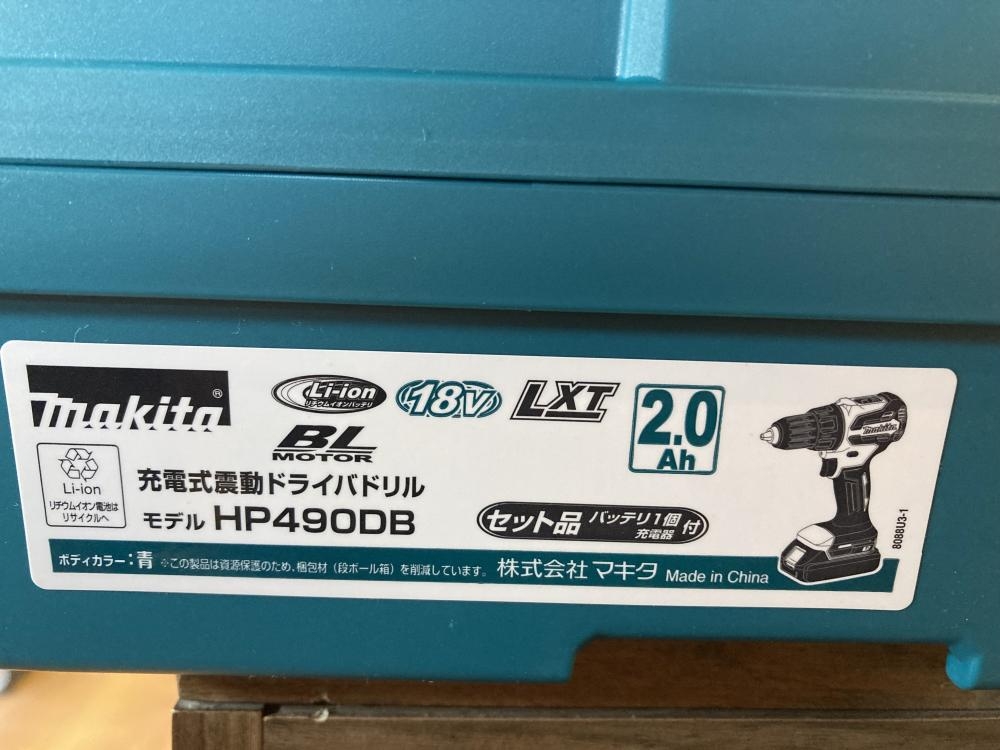 makita®
Li-ion
リチウムイオンバッテリ
18V
LXT
2.0
Ah
BL
MOTOR
Li-ion
リチウムイオン電池は
リサイクルへ
充電式震動ドライバドリル
モデル HP490DB
セット品 バッテリ1個 充電器 付
makita
8088U3-1
ボディカラー:青 ※この製品は資源保護のため、梱包材(段ボール箱)を削減しています。 株式会社 マキタ Made in China